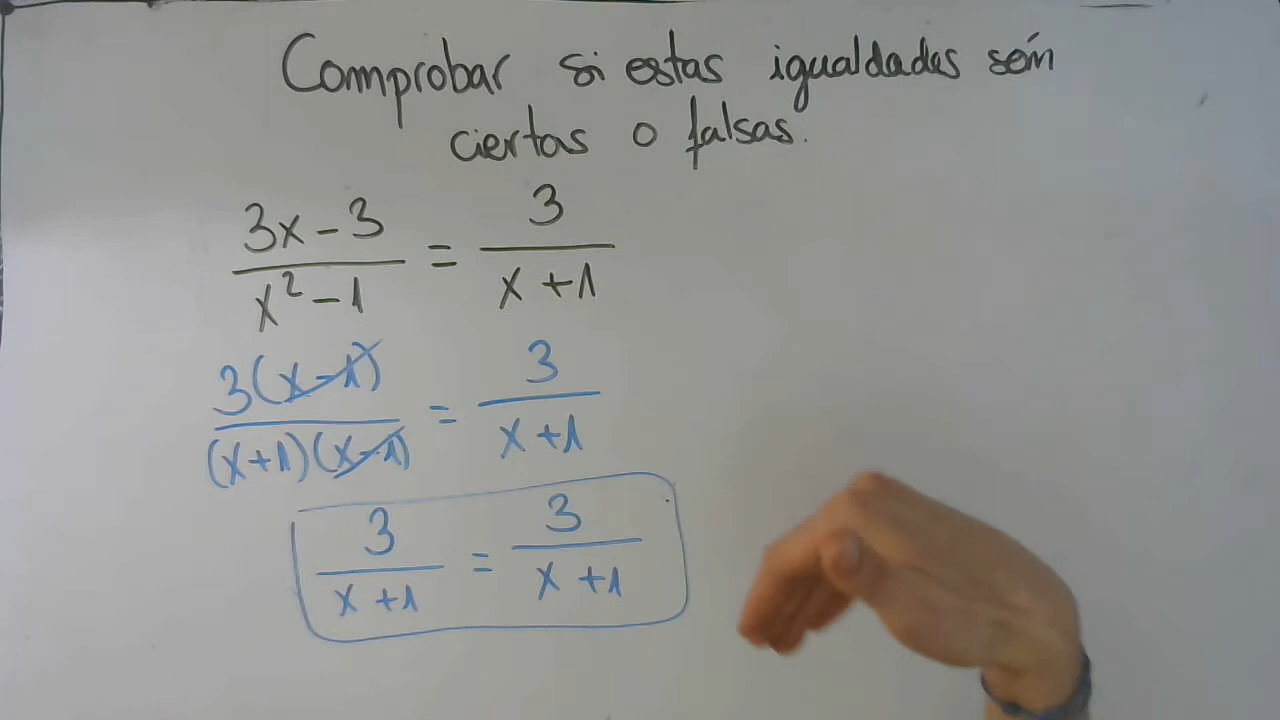 Comprobar si estas igualdades són
ciertas o falsas.
3x-3 / x²-1 = 3 / x+1
3(x-1) / (x+1)(x-1) = 3 / x+1
3 / x+1 = 3 / x+1